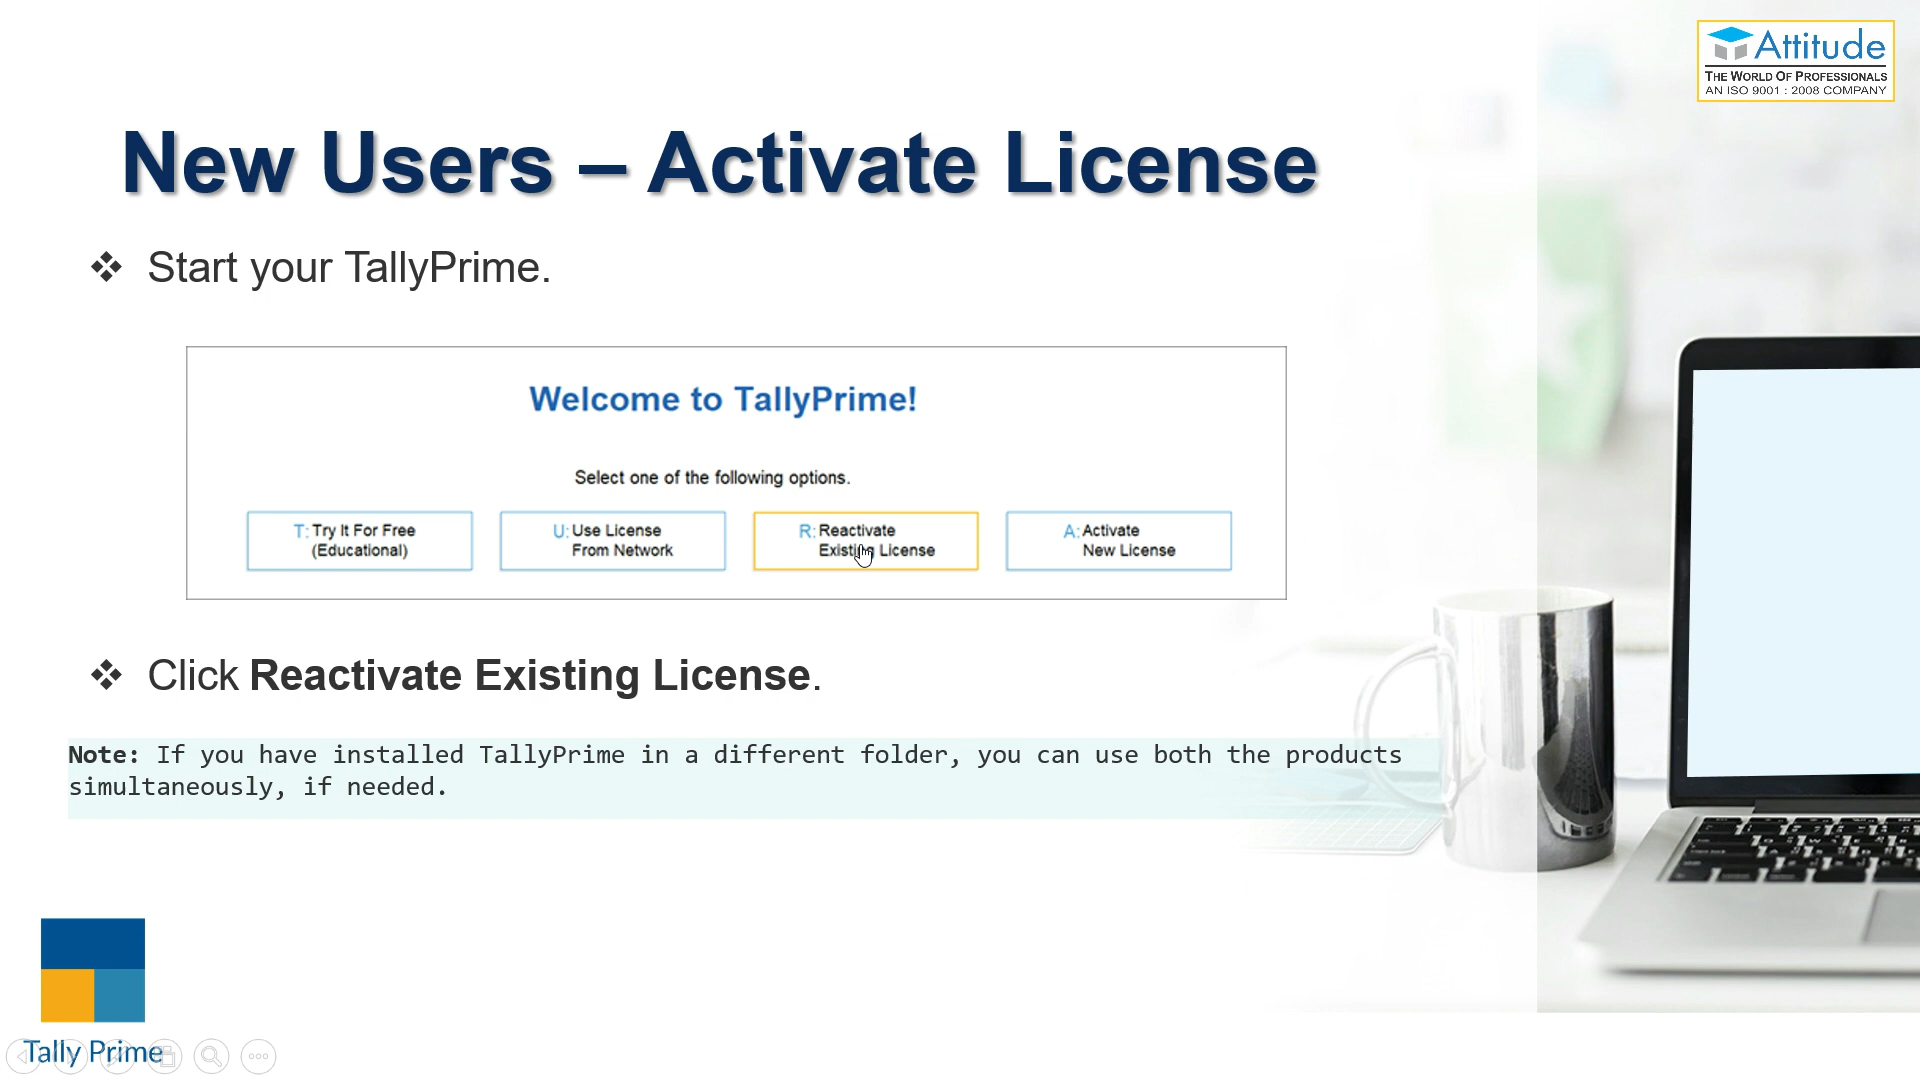 Attitude
THE WORLD OF PROFESSIONALS
AN ISO 9001 : 2008 COMPANY
New Users – Activate License
❖ Start your TallyPrime.
Welcome to TallyPrime!
Select one of the following options.
T: Try It For Free
(Educational)
U: Use License
From Network
R: Reactivate
Existing License
A: Activate
New License
❖ Click Reactivate Existing License.
Note: If you have installed TallyPrime in a different folder, you can use both the products
simultaneously, if needed.
Tally Prime